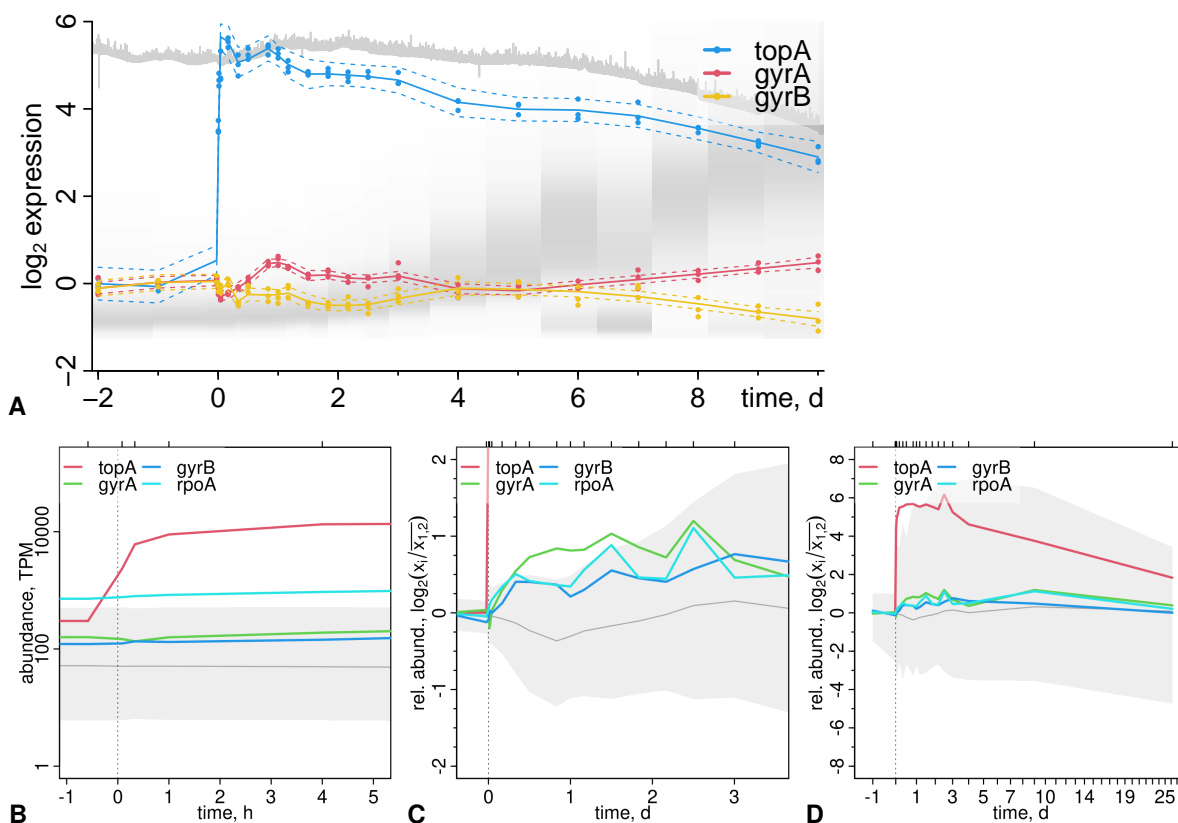 6
4
2
0
−2
log2 expression
topA
gyrA
gyrB
−2
0
2
4
6
8
time, d
A
abundance, TPM
10000
100
1
topA
gyrA
gyrB
rpoA
-1
0
1
2
3
4
5
time, h
B
rel. abund., log2(xi/x1,2)
2
1
0
-1
-2
topA
gyrA
gyrB
rpoA
0
1
2
3
time, d
C
rel. abund., log2(xi/x1,2)
8
6
4
2
0
-2
-4
-6
-8
topA
gyrA
gyrB
rpoA
-1
1
3
5
7
10
14
19
25
time, d
D